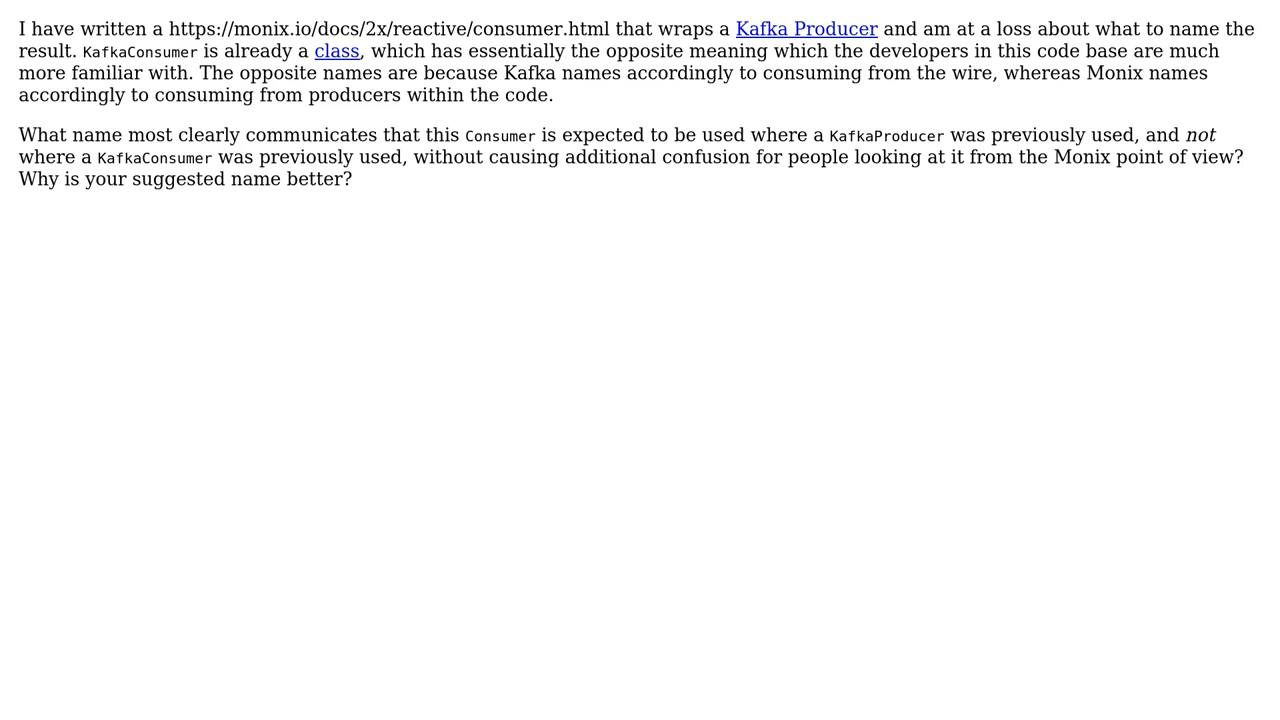 I have written a https://monix.io/docs/2x/reactive/consumer.html that wraps a Kafka Producer and am at a loss about what to name the
result. KafkaConsumer is already a class, which has essentially the opposite meaning which the developers in this code base are much
more familiar with. The opposite names are because Kafka names accordingly to consuming from the wire, whereas Monix names
accordingly to consuming from producers within the code.
What name most clearly communicates that this Consumer is expected to be used where a KafkaProducer was previously used, and not
where a KafkaConsumer was previously used, without causing additional confusion for people looking at it from the Monix point of view?
Why is your suggested name better?